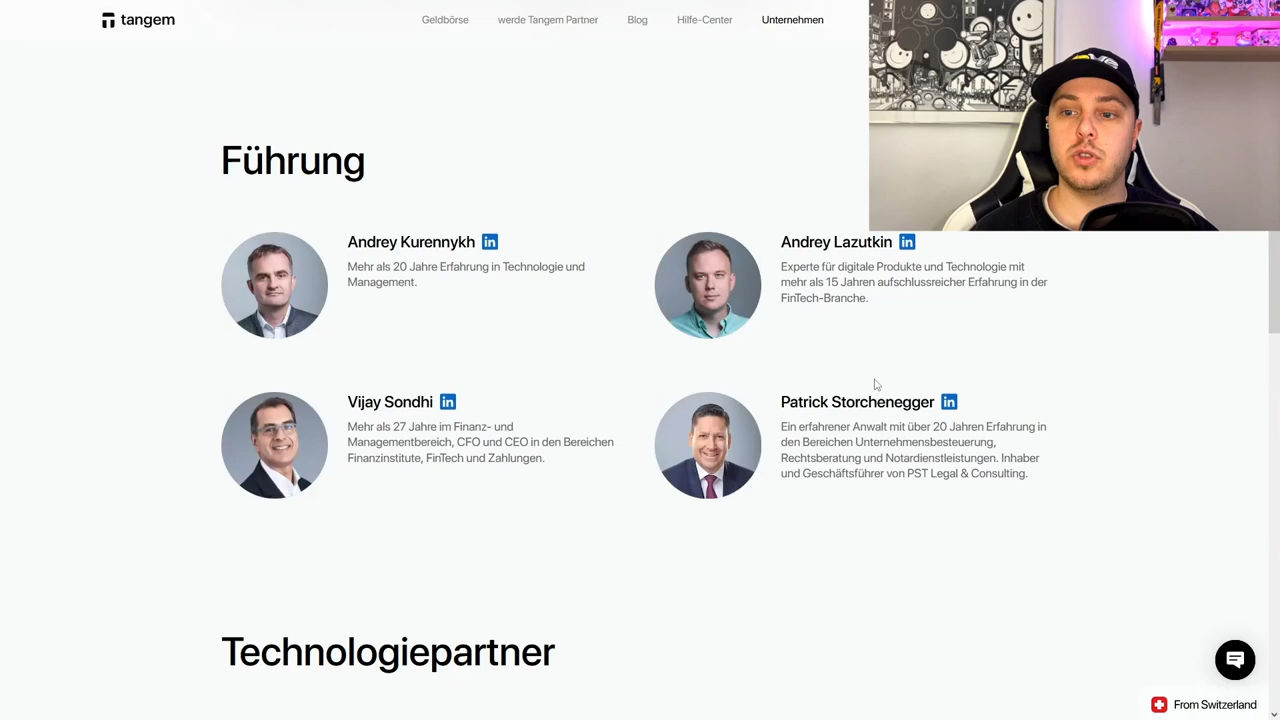 tangem
Geldbörse
werde Tangem Partner
Blog
Hilfe-Center
Unternehmen
Führung
Andrey Kurennykh
Mehr als 20 Jahre Erfahrung in Technologie und
Management.
Andrey Lazutkin
Experte für digitale Produkte und Technologie mit
mehr als 15 Jahren aufschlussreicher Erfahrung in der
FinTech-Branche.
Vijay Sondhi
Mehr als 27 Jahre im Finanz- und
Managementbereich, CFO und CEO in den Bereichen
Finanzinstitute, FinTech und Zahlungen.
Patrick Storchenegger
Ein erfahrener Anwalt mit über 20 Jahren Erfahrung in
den Bereichen Unternehmensbesteuerung,
Rechtsberatung und Notardienstleistungen. Inhaber
und Geschäftsführer von PST Legal & Consulting.
Technologiepartner
From Switzerland